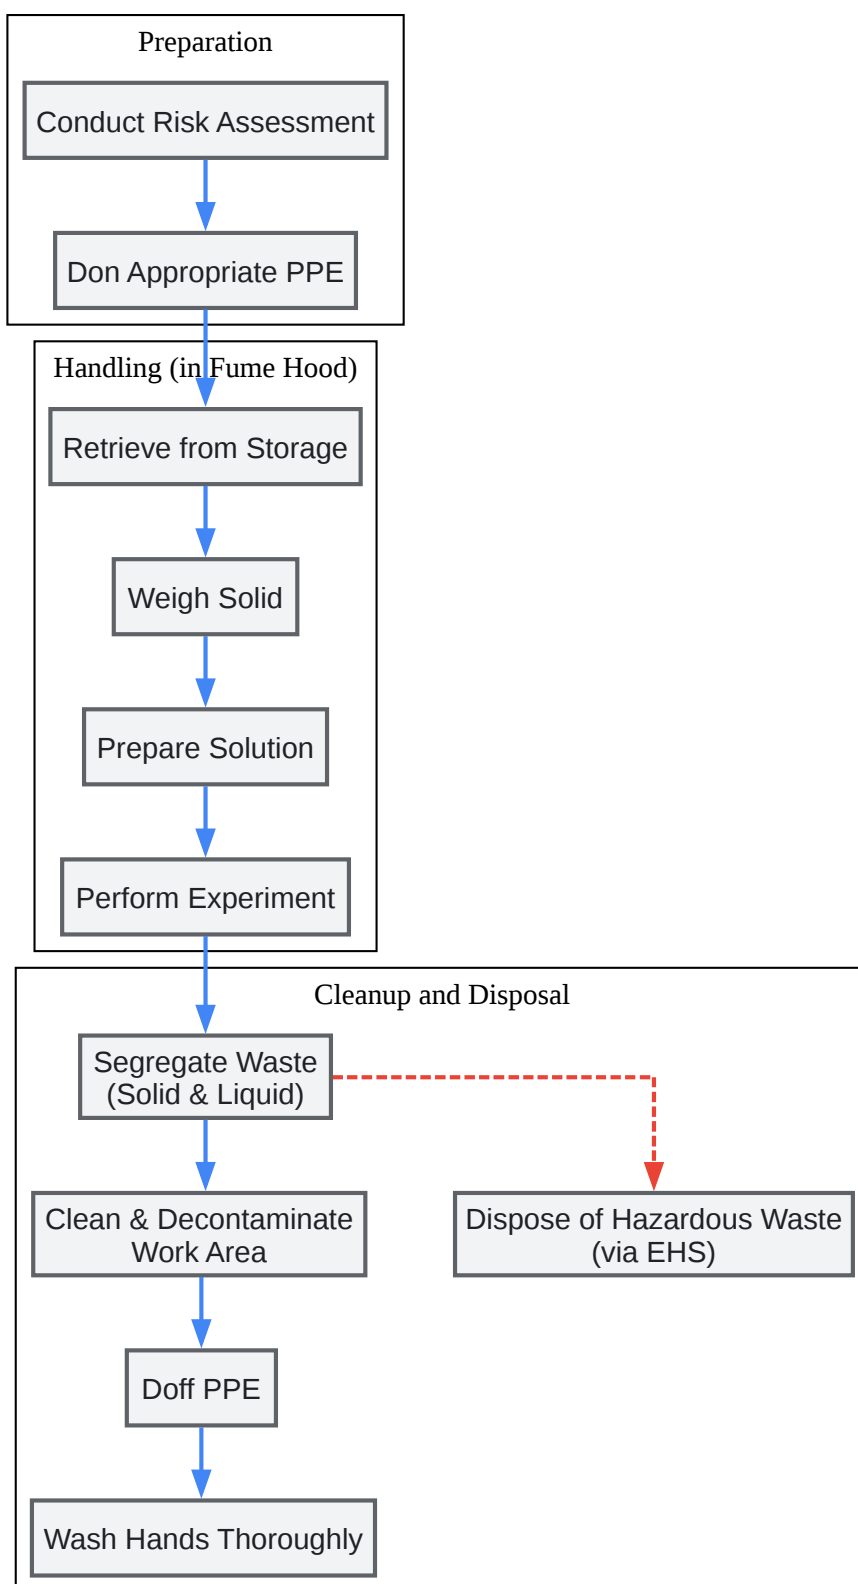 Preparation
Conduct Risk Assessment
Don Appropriate PPE
Handling (in Fume Hood)
Retrieve from Storage
Weigh Solid
Prepare Solution
Perform Experiment
Cleanup and Disposal
Segregate Waste
(Solid & Liquid)
Clean & Decontaminate
Work Area
Dispose of Hazardous Waste
(via EHS)
Doff PPE
Wash Hands Thoroughly